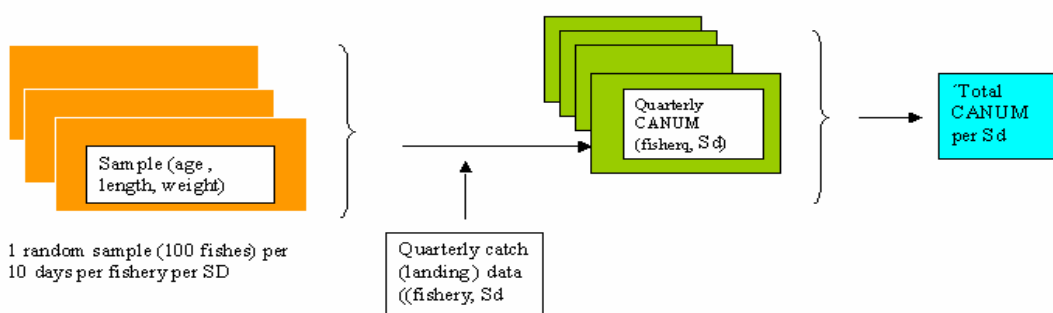 Sample (age ,
length, weight)
1 random sample (100 fishes) per
10 days per fishery per SD
Quarterly catch
(landing) data
((fishery, Sd
Quarterly
CANUM
(fisherq, Sd)
´Total
CANUM
per Sd